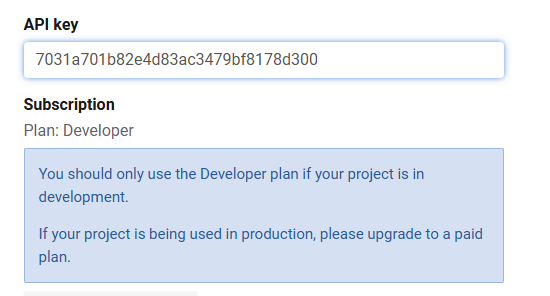 API key
7031a701b82e4d83ac3479bf8178d300
Subscription
Plan: Developer
You should only use the Developer plan if your project is in
development.
If your project is being used in production, please upgrade to a paid
plan.